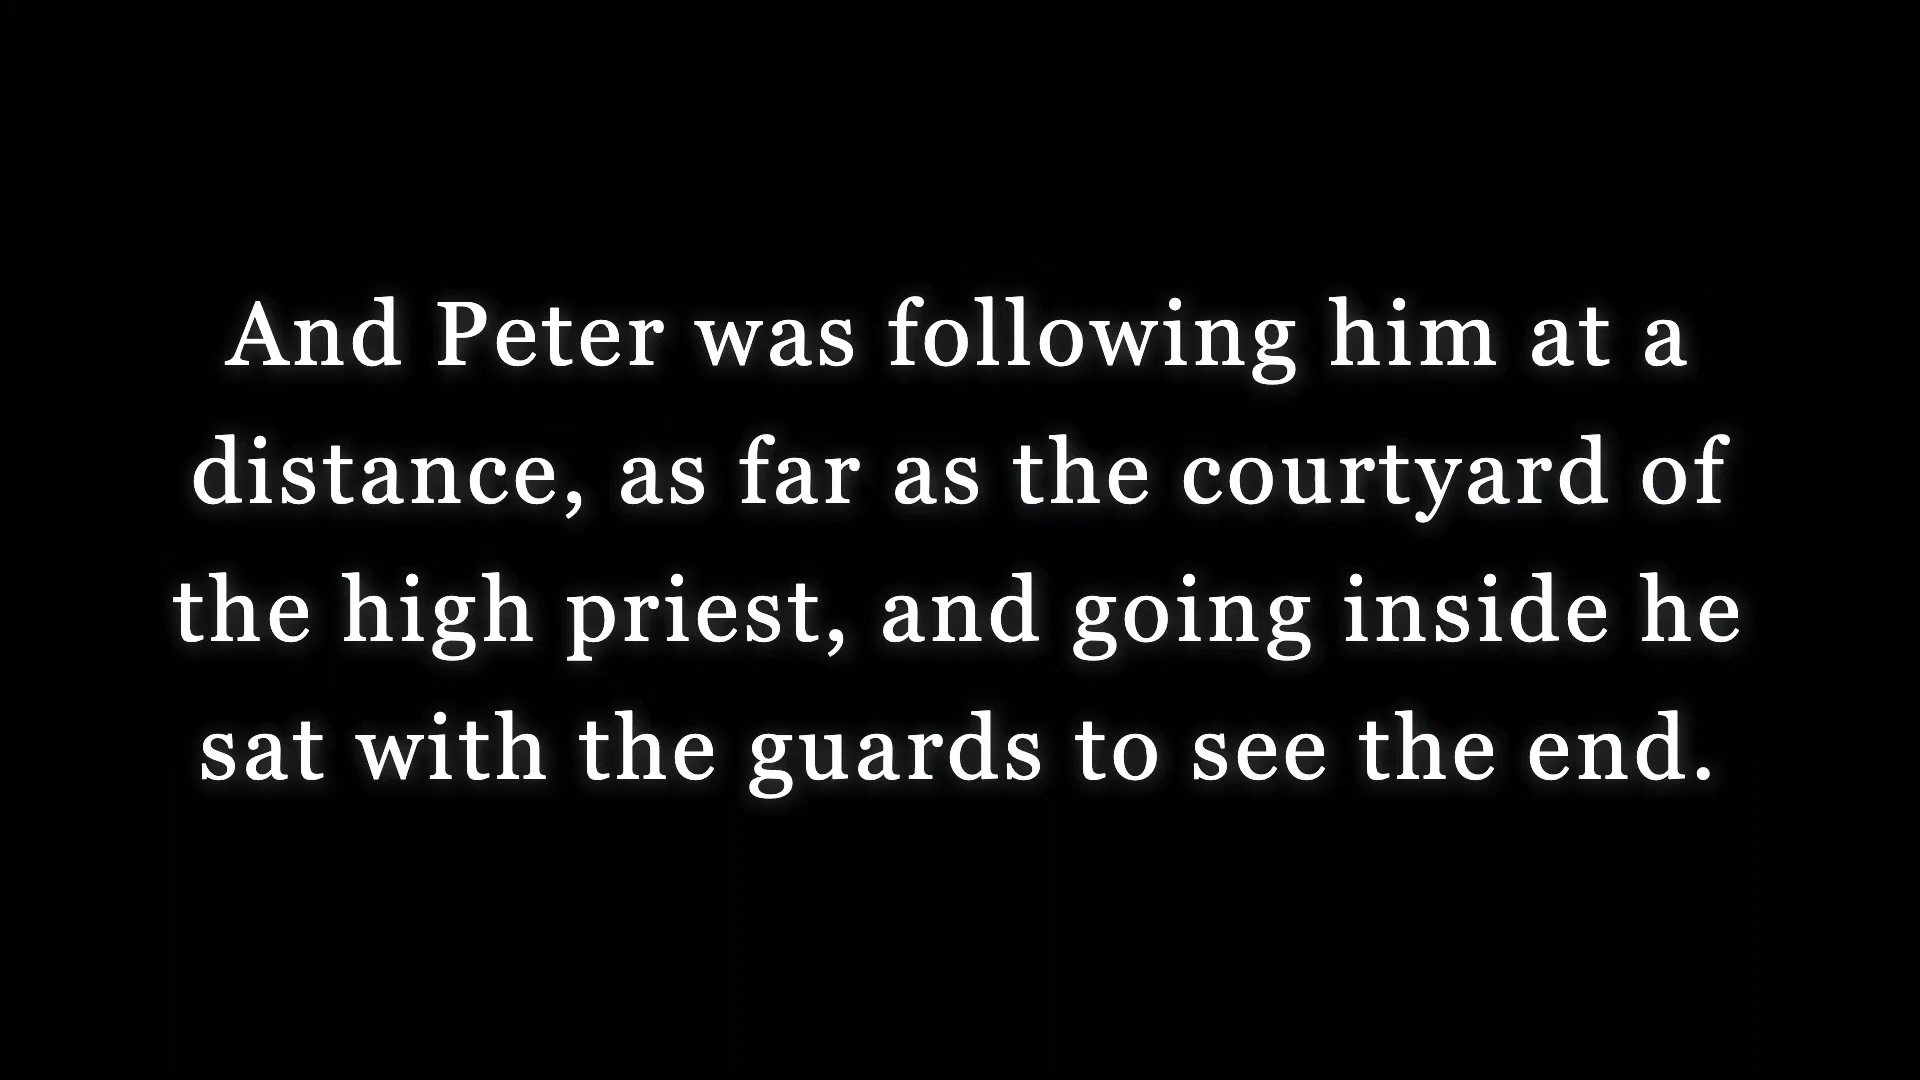 And Peter was following him at a
distance, as far as the courtyard of
the high priest, and going inside he
sat with the guards to see the end.